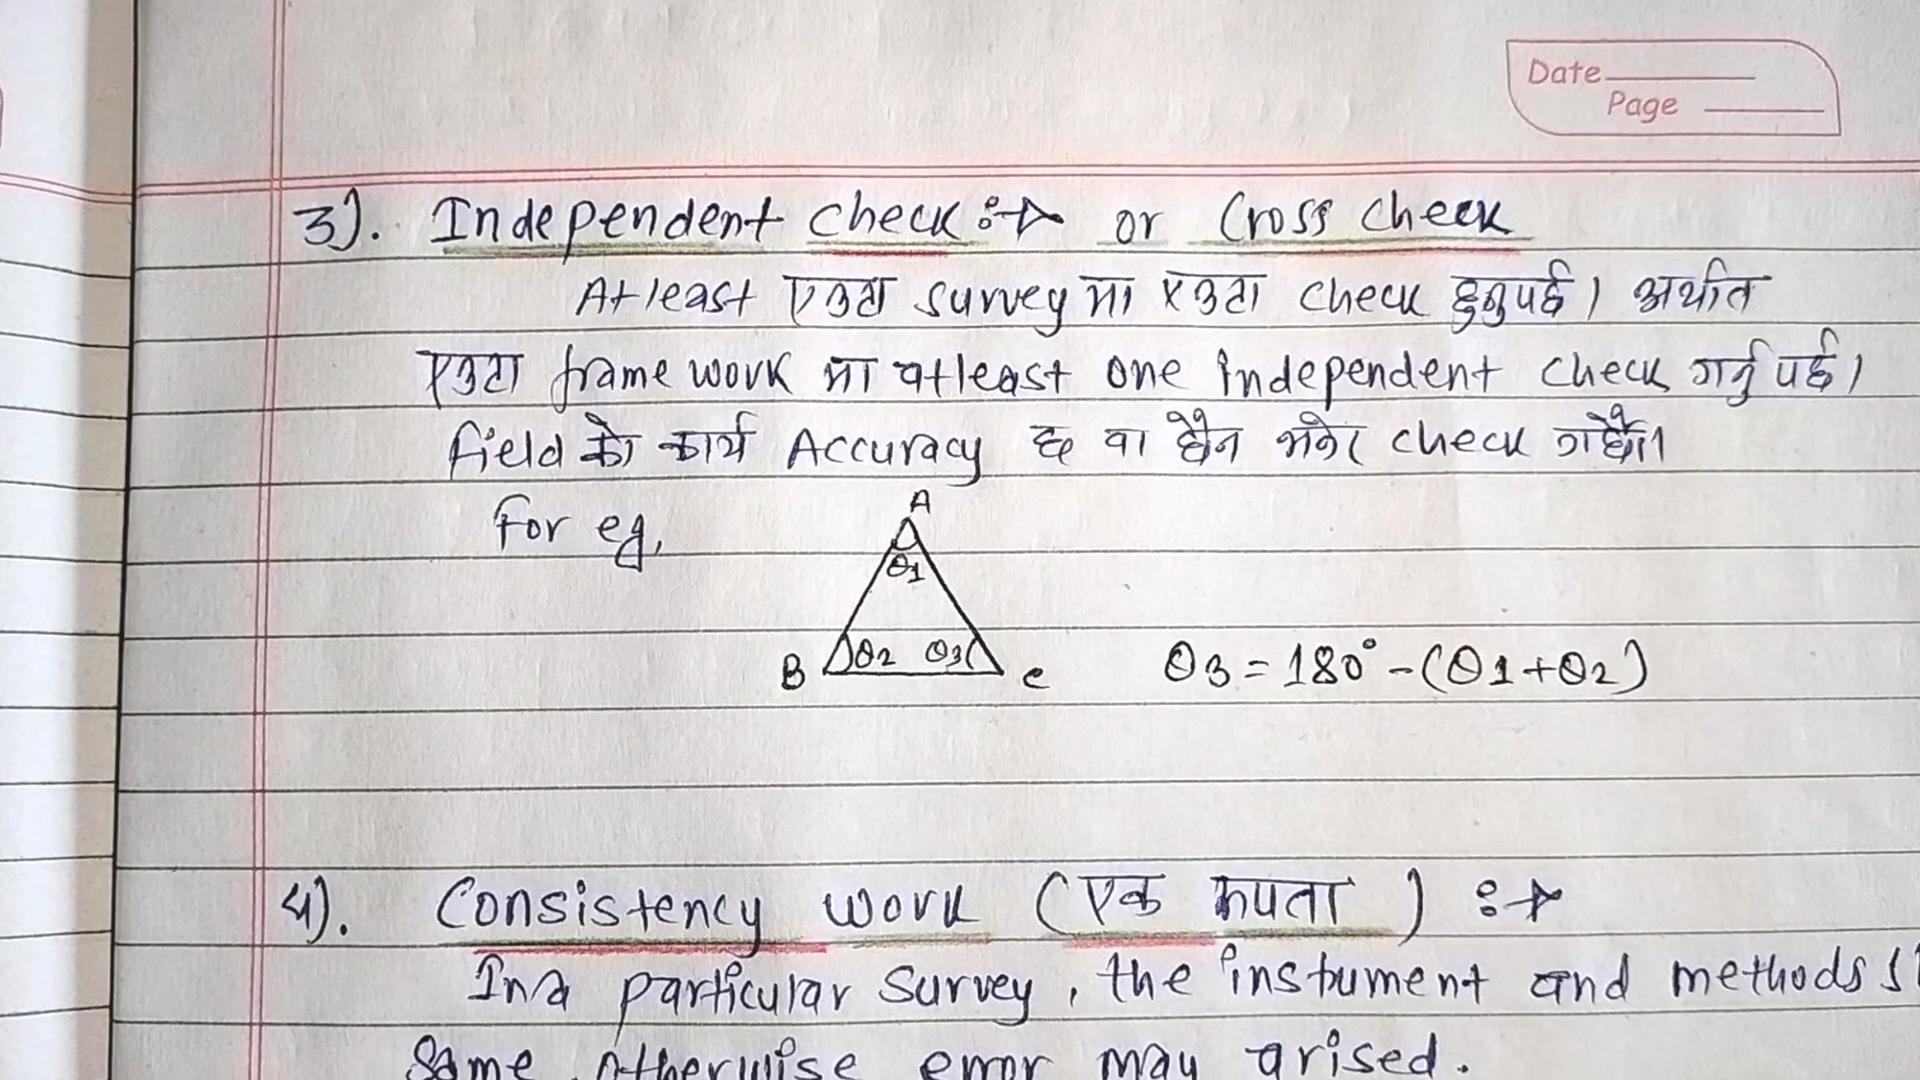 Date
Page
3). Independent check :→ or Cross check
Atleast एउटा survey मा एउटा check हुनुपर्छ। अर्थात
एउटा frame work मा atleast one independent check गर्नु पर्छ।
field को कार्य Accuracy छ वा छैन भनेर check गर्छौ।
For eg,
A
θ1
B θ2 θ3 C θ3 = 180° - (θ1+θ2)
4). Consistency work (एक रूपता) :→
In a particular survey, the instument and methods
same, otherwise error may arised.